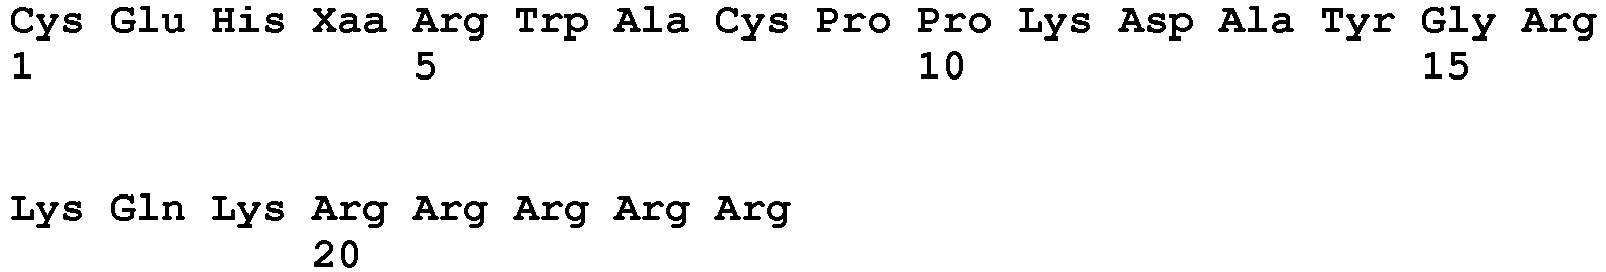 Cys Glu His Xaa Arg Trp Ala Cys Pro Pro Lys Asp Ala Tyr Gly Arg
1 5 10 15
Lys Gln Lys Arg Arg Arg Arg Arg
20